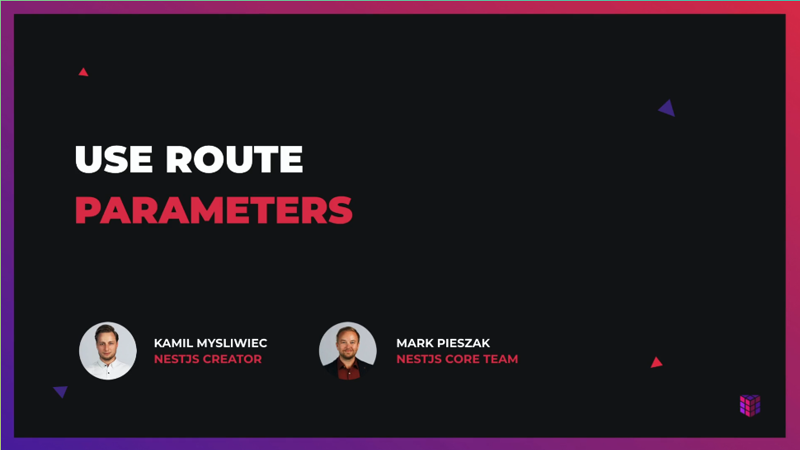 USE ROUTE
PARAMETERS
KAMIL MYSLIWIEC
NESTJS CREATOR
MARK PIESZAK
NESTJS CORE TEAM